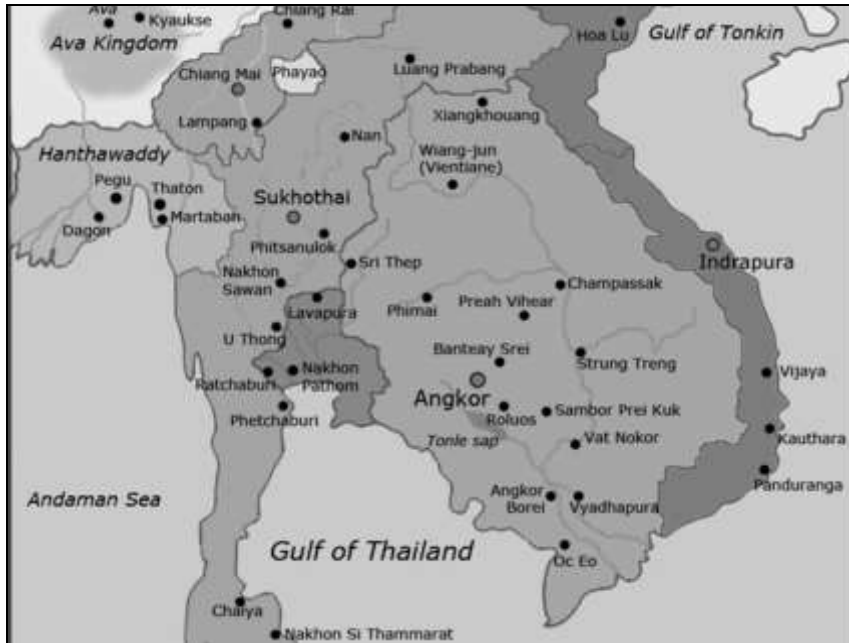 Ava
Kyaukse
Chiang Rai
Ava Kingdom
Hoa Lu
Gulf of Tonkin
Chiang Mai
Phayao
Luang Prabang
Lampang
Xiangkhouang
Nan
Wiang-jun
(Vientiane)
Hanthawaddy
Pegu
Thaton
Martaban
Dagon
Sukhothai
Phitsanulok
Sri Thep
Indrapura
Nakhon
Sawan
Lavapura
Phimai
Preah Vihear
Champassak
U Thong
Banteay Srei
Strung Treng
Ratchaburi
Nakhon
Pathom
Angkor
Vijaya
Phetchaburi
Roluos
Sambor Prei Kuk
Tonle sap
Vat Nokor
Kauthara
Panduranga
Andaman Sea
Angkor
Borei
Vyadhapura
Gulf of Thailand
Oc Eo
Chaiya
Nakhon Si Thammarat